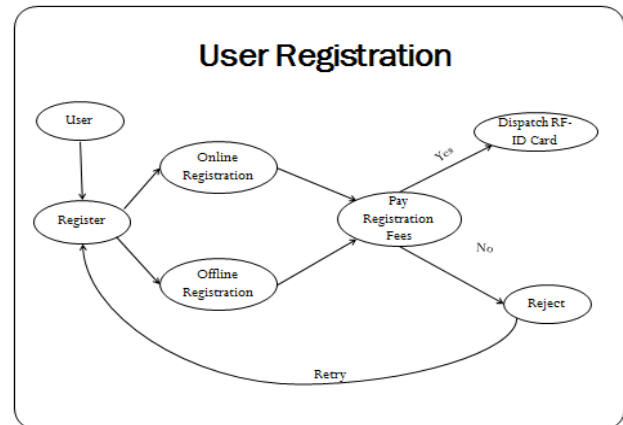 User Registration
User
Dispatch RF-
ID Card
Yes
Online
Registration
Register
Pay
Registration
Fees
No
Offline
Registration
Reject
Retry